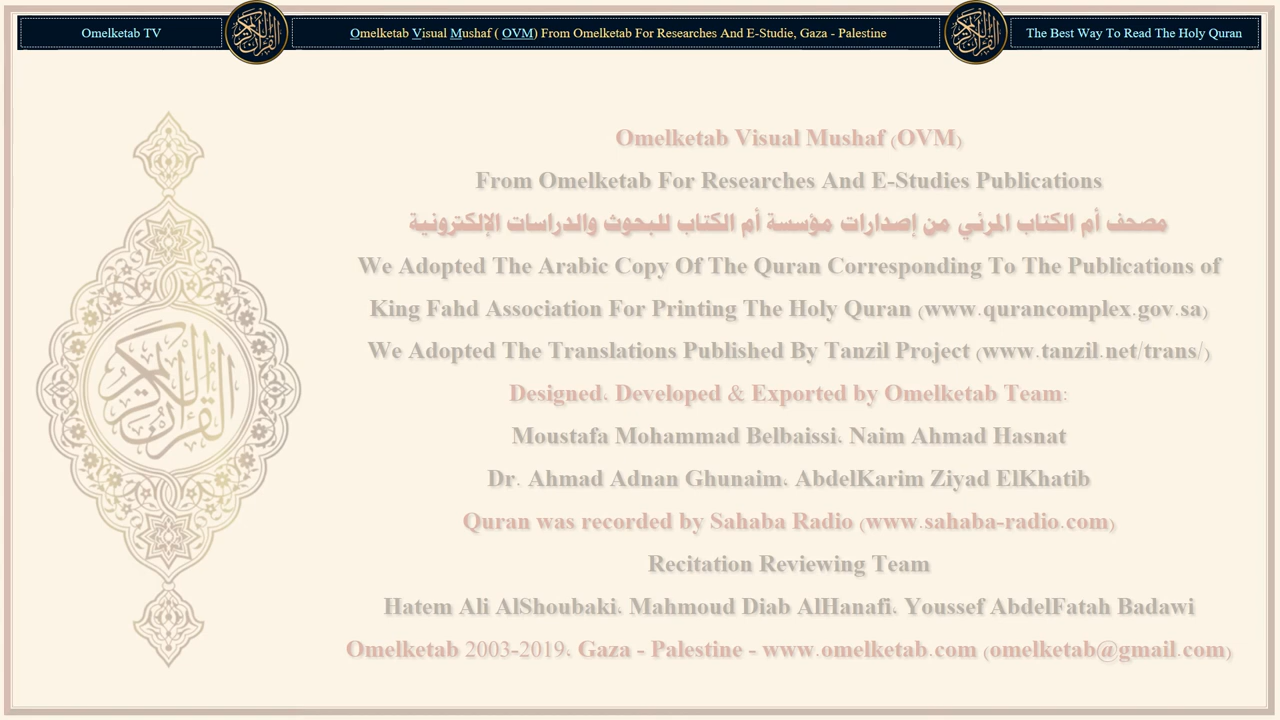 Omelketab TV
Omelketab Visual Mushaf ( OVM) From Omelketab For Researches And E-Studie, Gaza - Palestine
The Best Way To Read The Holy Quran
القرآن الكريم
Omelketab Visual Mushaf (OVM)
From Omelketab For Researches And E-Studies Publications
مصحف أم الكتاب المرئي من إصدارات مؤسسة أم الكتاب للبحوث والدراسات الإلكترونية
We Adopted The Arabic Copy Of The Quran Corresponding To The Publications of
King Fahd Association For Printing The Holy Quran (www.qurancomplex.gov.sa)
We Adopted The Translations Published By Tanzil Project (www.tanzil.net/trans/)
Designed، Developed & Exported by Omelketab Team:
Moustafa Mohammad Belbaissi، Naim Ahmad Hasnat
Dr. Ahmad Adnan Ghunaim، AbdelKarim Ziyad ElKhatib
Quran was recorded by Sahaba Radio (www.sahaba-radio.com)
Recitation Reviewing Team
Hatem Ali AlShoubaki، Mahmoud Diab AlHanafi، Youssef AbdelFatah Badawi
Omelketab 2003-2019، Gaza - Palestine - www.omelketab.com (omelketab@gmail.com)